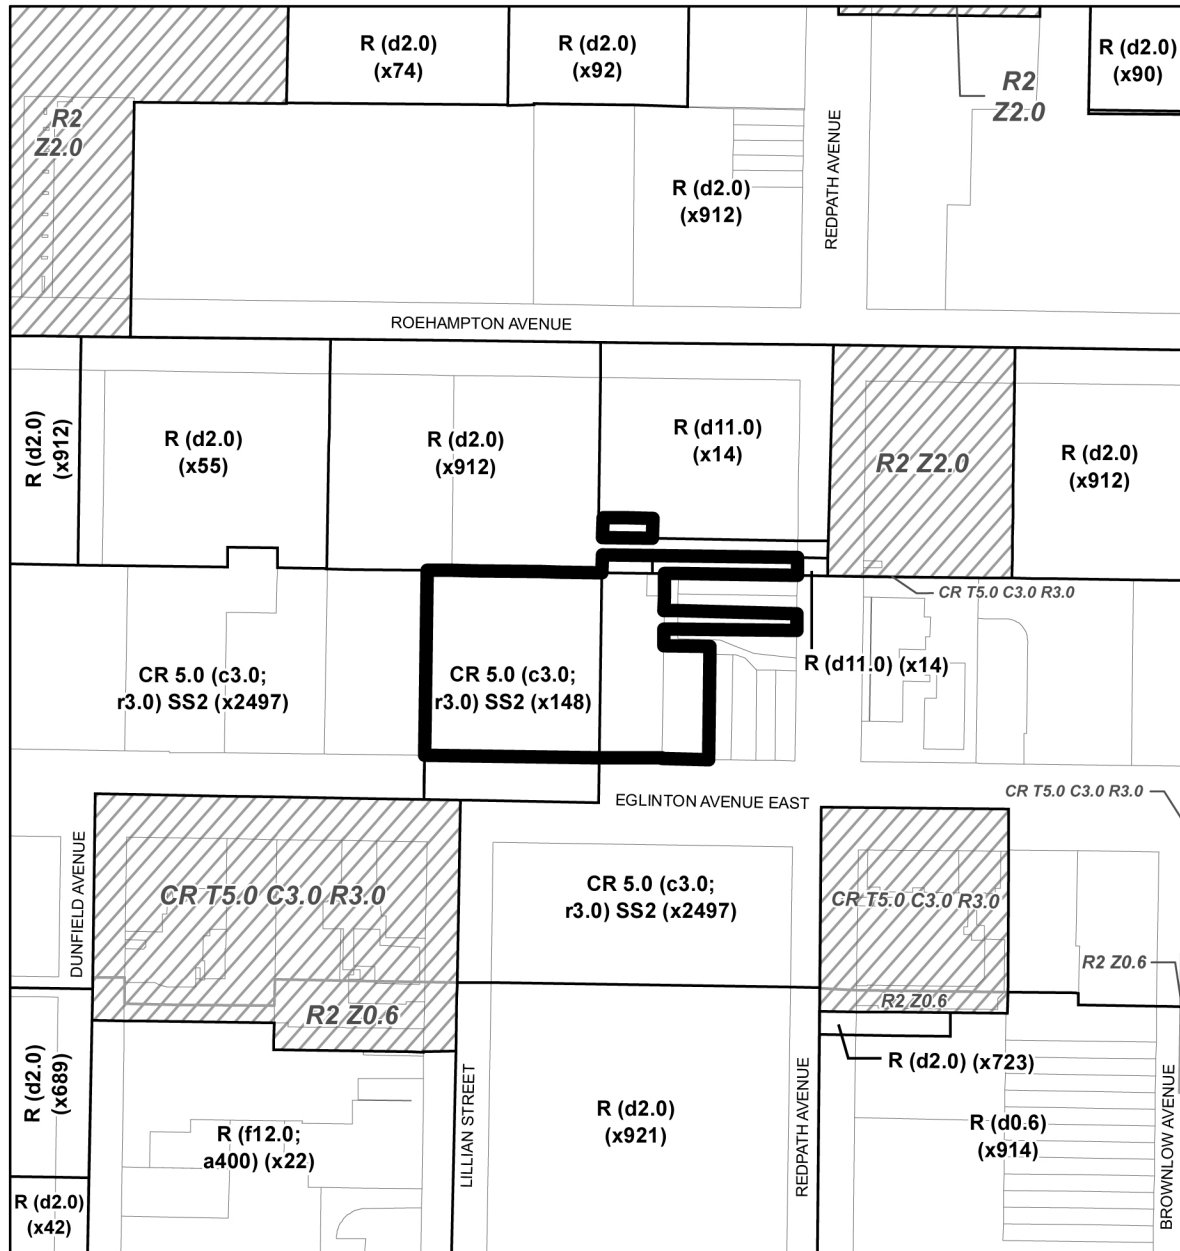 R (d2.0)
(x74)
R (d2.0)
(x92)
R (d2.0)
(x90)
R2
Z2.0
R2
Z2.0
REDPATH AVENUE
R (d2.0)
(x912)
ROEHAMPTON AVENUE
R (d2.0)
(x912)
R (d2.0)
(x55)
R (d2.0)
(x912)
R (d11.0)
(x14)
R2 Z2.0
R (d2.0)
(x912)
CR T5.0 C3.0 R3.0
R (d11.0) (x14)
CR 5.0 (c3.0;
r3.0) SS2 (x2497)
CR 5.0 (c3.0;
r3.0) SS2 (x148)
EGLINTON AVENUE EAST
CR T5.0 C3.0 R3.0
DUNFIELD AVENUE
CR T5.0 C3.0 R3.0
CR 5.0 (c3.0;
r3.0) SS2 (x2497)
CR T5.0 C3.0 R3.0
R2 Z0.6
R2 Z0.6
R2 Z0.6
R (d2.0)
(x689)
R (d2.0) (x723)
LILLIAN STREET
R (d2.0)
(x921)
REDPATH AVENUE
R (d0.6)
(x914)
BROWNLOW AVENUE
R (f12.0;
a400) (x22)
R (d2.0)
(x42)